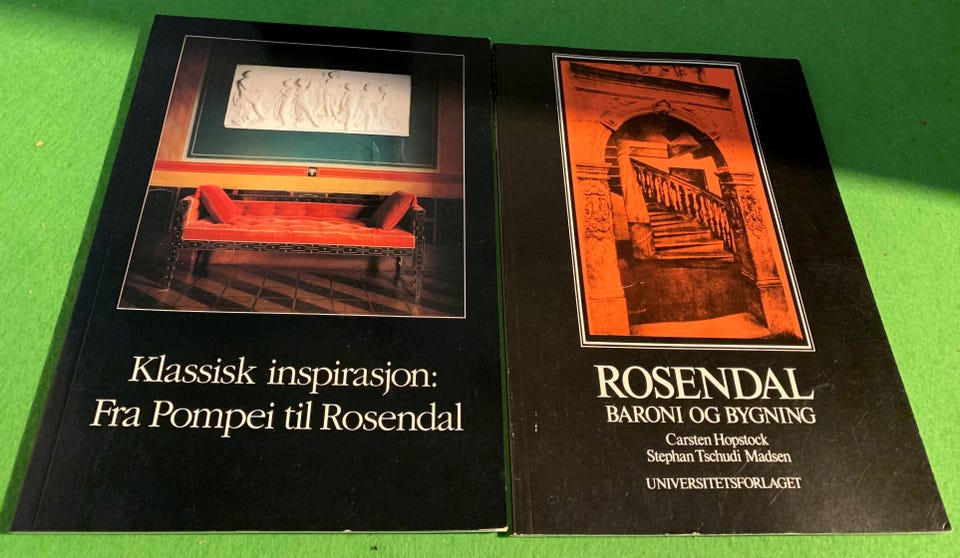 Klassisk inspirasjon:
Fra Pompei til Rosendal
ROSENDAL
BARONI OG BYGNING
Carsten Hopstock
Stephan Tschudi Madsen
UNIVERSITETSFORLAGET